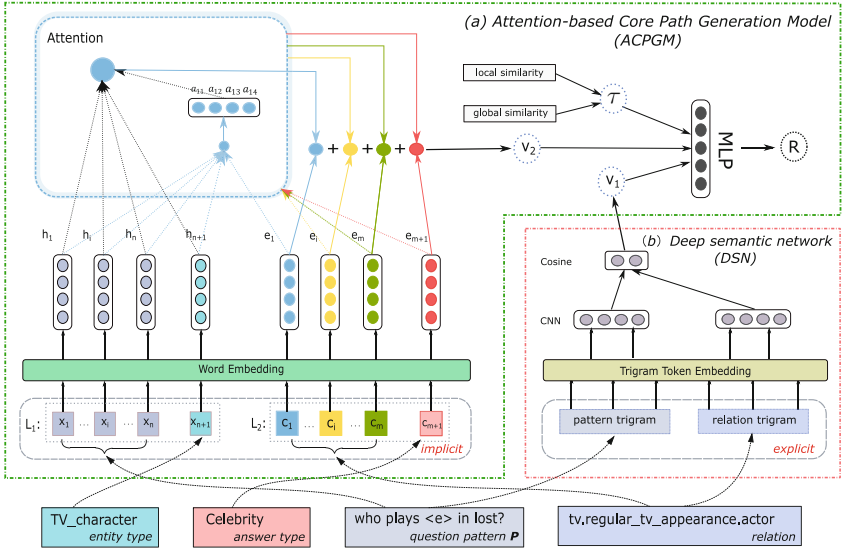 (a) Attention-based Core Path Generation Model
(ACPGM)
Attention
a11 a12 a13 a14
local similarity
global similarity
τ
MLP
R
v2
v1
+ + +
h1 hi hn hn+1 e1 ei em em+1
(b) Deep semantic network
(DSN)
Cosine
CNN
Word Embedding
Trigram Token Embedding
L1: x1 ... xi ... xn xn+1 L2: c1 ... ci ... cm cm+1
implicit
pattern trigram relation trigram
explicit
TV_character
entity type
Celebrity
answer type
who plays <e> in lost?
question pattern P
tv.regular_tv_appearance.actor
relation